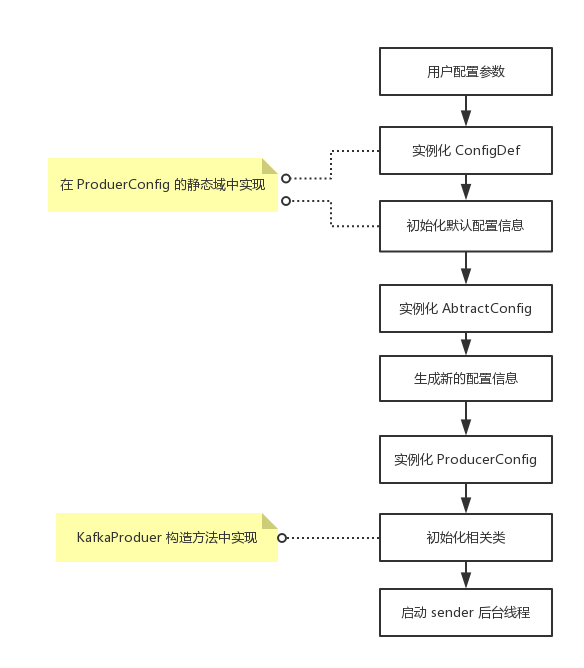 用户配置参数
实例化 ConfigDef
在 ProduerConfig 的静态域中实现
初始化默认配置信息
实例化 AbtractConfig
生成新的配置信息
实例化 ProducerConfig
KafkaProduer 构造方法中实现
初始化相关类
启动 sender 后台线程